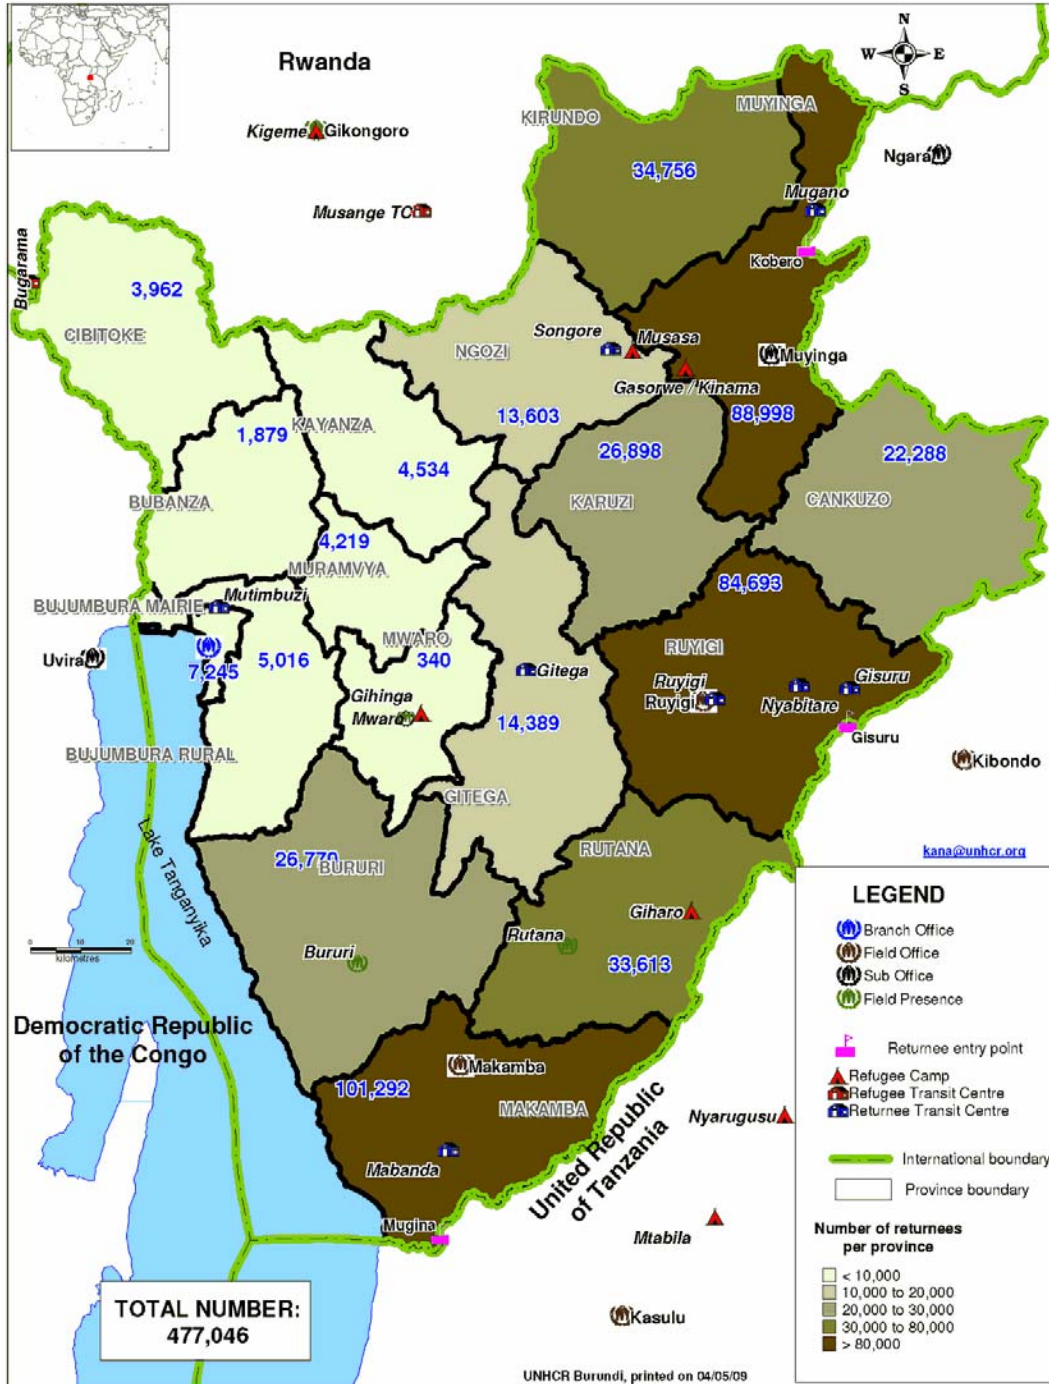 N
W E
S
Rwanda
MUYINGA
KIRUNDO
Kigeme Gikongoro
Ngara
34,756
Mugano
Musange TC
Kobero
Bugarama
3,962
CIBITOKE
Songore
Musasa
NGOZI
Muyinga
Gasorwe / Kinama
13,603
88,998
KAYANZA
1,879
26,898
22,288
4,534
BUBANZA
KARUZI
CANKUZO
4,219
MURAMVYA
84,693
Mutimbuzi
BUJUMBURA MAIRIE
MWARO
RUYIGI
Uvira
5,016
340
7,245
Gitega
Ruyigi
Gisuru
Gihinga
Ruyigi
Nyabitare
Mwaro
14,389
Gisuru
BUJUMBURA RURAL
Kibondo
GITEGA
Lake Tanganyika
RUTANA
kana@unhcr.org
26,770
BURURI
LEGEND
Giharo
Branch Office
Rutana
Field Office
Bururi
33,613
Sub Office
0 10 20
kilometres
Field Presence
Democratic Republic
of the Congo
Returnee entry point
Makamba
Refugee Camp
101,292
Refugee Transit Centre
MAKAMBA
Returnee Transit Centre
Nyarugusu
United Republic
of Tanzania
International boundary
Mabanda
Province boundary
Mugina
Mtabila
Number of returnees
per province
< 10,000
10,000 to 20,000
20,000 to 30,000
30,000 to 80,000
> 80,000
TOTAL NUMBER:
477,046
Kasulu
UNHCR Burundi, printed on 04/05/09